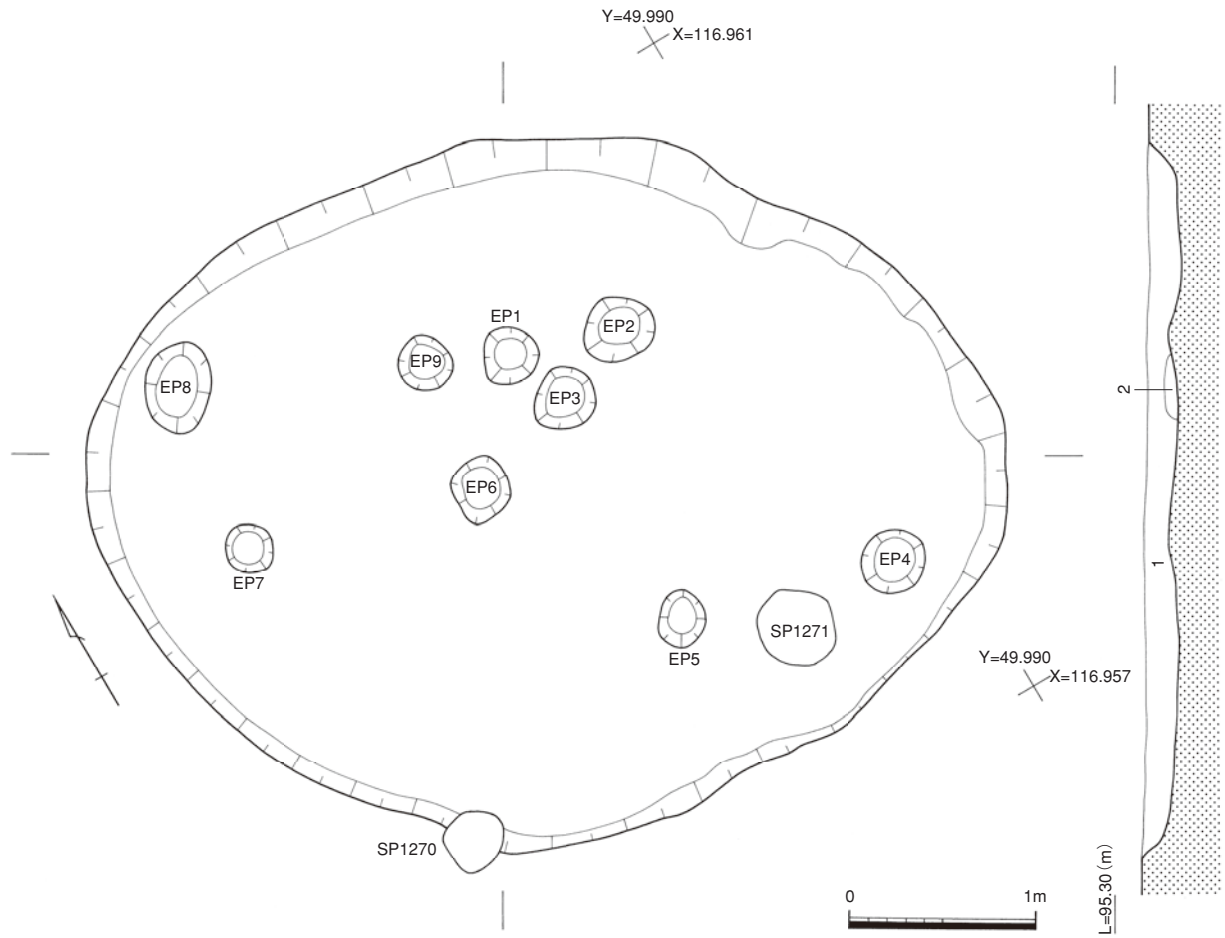 Y=49.990
X=116.961
EP1
EP2
EP9
EP3
EP8
2
EP6
EP7
EP4
1
EP5
SP1271
Y=49.990
X=116.957
SP1270
0
1m
L=95.30(m)